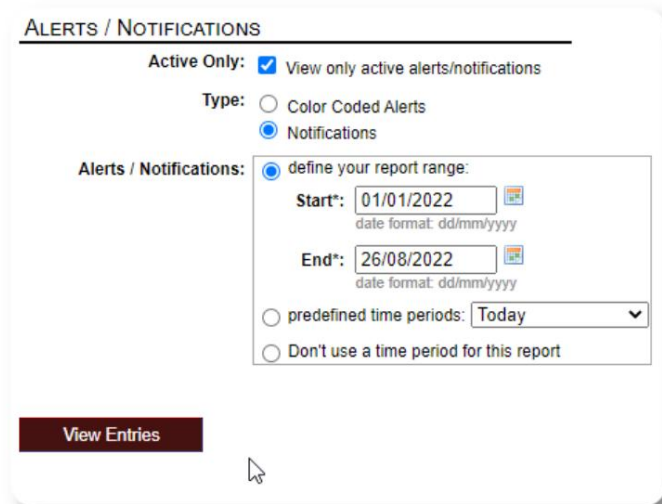 ALERTS / NOTIFICATIONS
Active Only: View only active alerts/notifications
Type: Color Coded Alerts
Notifications
Alerts / Notifications: define your report range:
Start*: 01/01/2022
date format: dd/mm/yyyy
End*: 26/08/2022
date format: dd/mm/yyyy
predefined time periods: Today
Don't use a time period for this report
View Entries